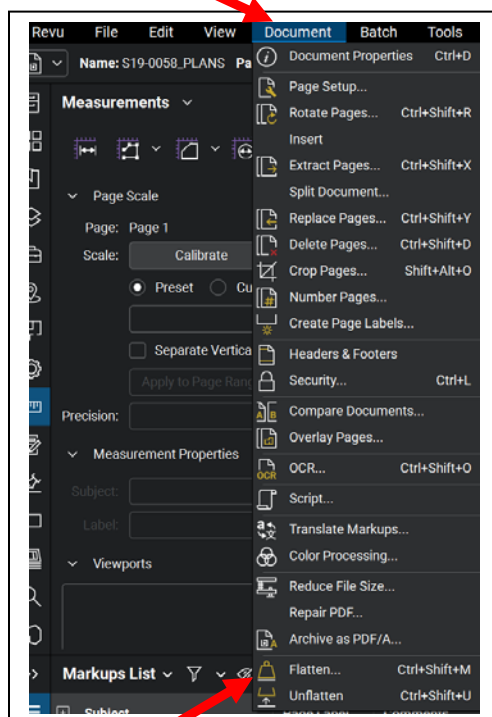 Revu File Edit View Document Batch Tools
Name: S19-0058_PLANS Pa
Document Properties Ctrl+D
Measurements
Page Setup...
Rotate Pages... Ctrl+Shift+R
Insert
Extract Pages... Ctrl+Shift+X
Page Scale
Split Document...
Page: Page 1
Replace Pages... Ctrl+Shift+Y
Scale: Calibrate
Delete Pages... Ctrl+Shift+D
Crop Pages... Shift+Alt+O
Preset Cu
Number Pages...
Create Page Labels...
Separate Vertica
Headers & Footers
Apply to Page Rang
Security... Ctrl+L
Precision:
Compare Documents...
Overlay Pages...
Measurement Properties
OCR
OCR... Ctrl+Shift+O
Subject:
Script...
Label:
Translate Markups...
Color Processing...
Viewports
Reduce File Size...
Repair PDF...
Archive as PDF/A...
Markups List
Flatten... Ctrl+Shift+M
Unflatten Ctrl+Shift+U
Subject
Page Label Comments